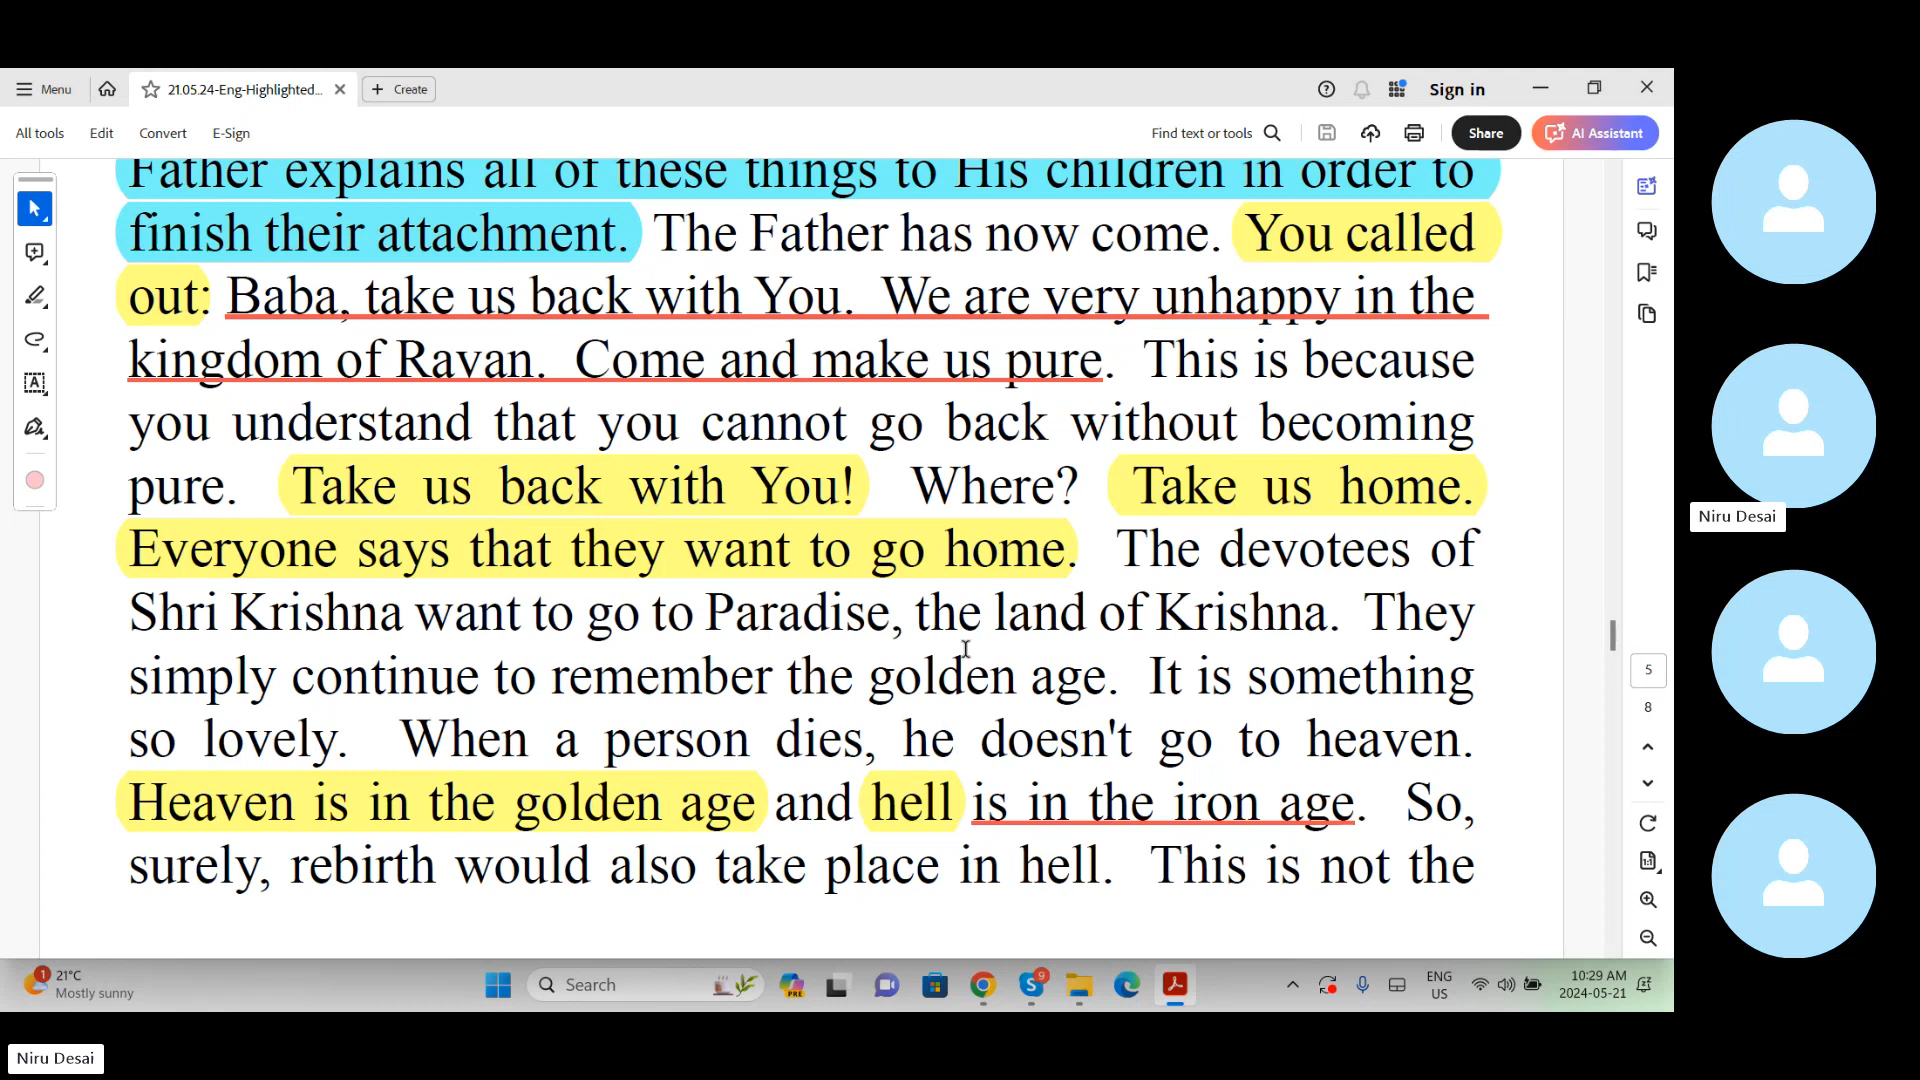 Menu
21.05.24-Eng-Highlighted...
Create
Sign in
All tools
Edit
Convert
E-Sign
Find text or tools
Share
AI Assistant
Father explains all of these things to His children in order to
finish their attachment. The Father has now come. You called
out: Baba, take us back with You. We are very unhappy in the
kingdom of Ravan. Come and make us pure. This is because
you understand that you cannot go back without becoming
pure. Take us back with You! Where? Take us home.
Everyone says that they want to go home. The devotees of
Shri Krishna want to go to Paradise, the land of Krishna. They
simply continue to remember the golden age. It is something
so lovely. When a person dies, he doesn't go to heaven.
Heaven is in the golden age and hell is in the iron age. So,
surely, rebirth would also take place in hell. This is not the
5
8
Niru Desai
1
21°C
Mostly sunny
Search
PRE
9
ENG
US
10:29 AM
2024-05-21
Niru Desai